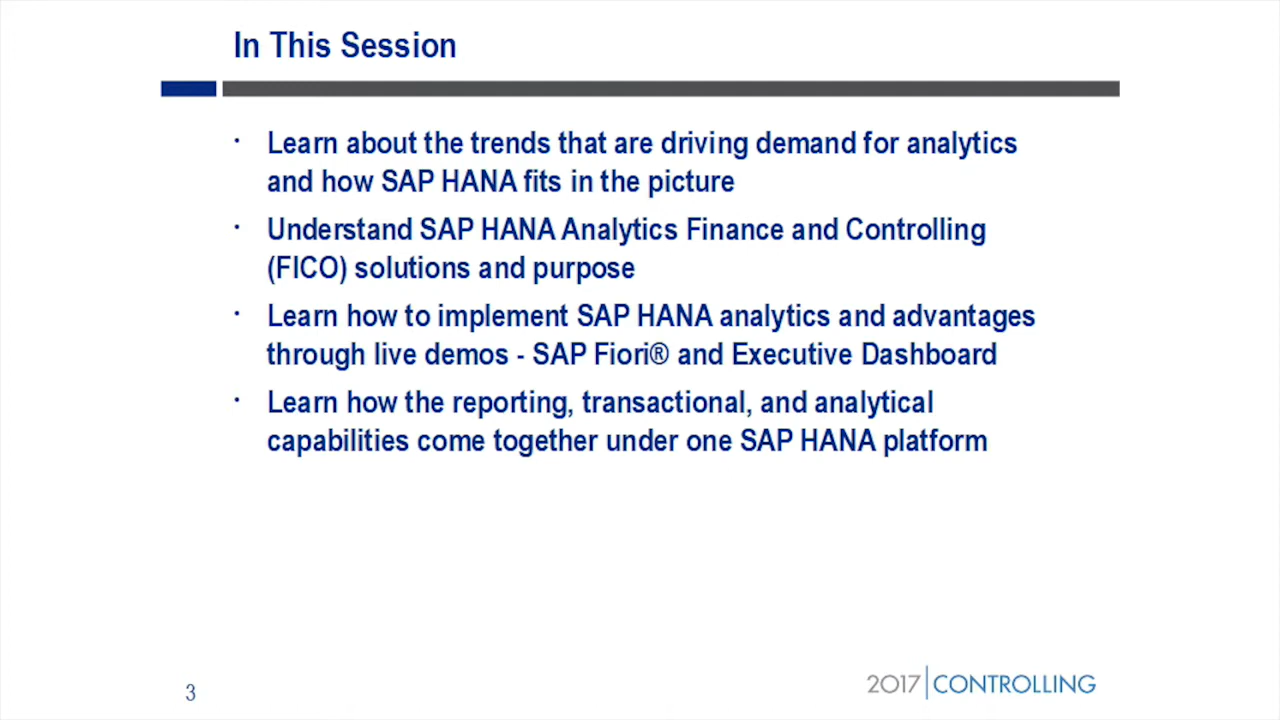 In This Session
· Learn about the trends that are driving demand for analytics
and how SAP HANA fits in the picture
· Understand SAP HANA Analytics Finance and Controlling
(FICO) solutions and purpose
· Learn how to implement SAP HANA analytics and advantages
through live demos - SAP Fiori® and Executive Dashboard
· Learn how the reporting, transactional, and analytical
capabilities come together under one SAP HANA platform
3
2017 | CONTROLLING